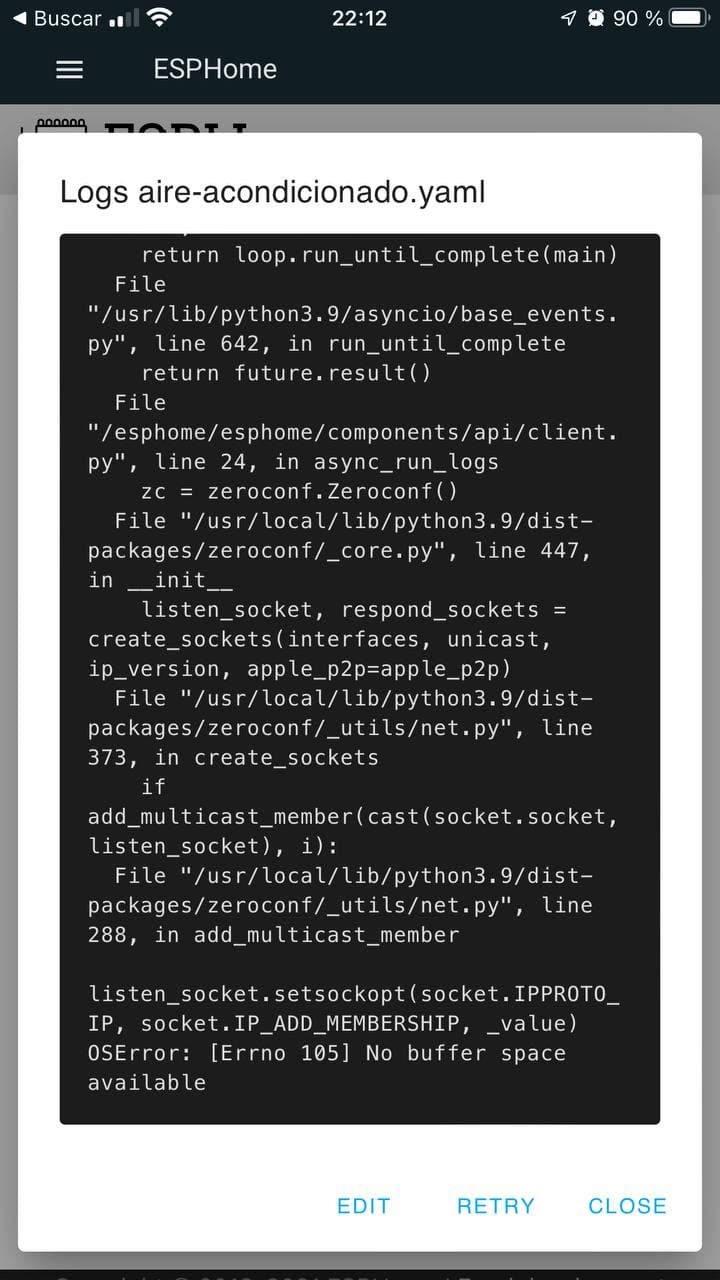 Buscar 22:12 90 %
ESPHome
Logs aire-acondicionado.yaml
return loop.run_until_complete(main)
File
"/usr/lib/python3.9/asyncio/base_events.
py", line 642, in run_until_complete
return future.result()
File
"/esphome/esphome/components/api/client.
py", line 24, in async_run_logs
zc = zeroconf.Zeroconf()
File "/usr/local/lib/python3.9/dist-
packages/zeroconf/_core.py", line 447,
in __init__
listen_socket, respond_sockets =
create_sockets(interfaces, unicast,
ip_version, apple_p2p=apple_p2p)
File "/usr/local/lib/python3.9/dist-
packages/zeroconf/_utils/net.py", line
373, in create_sockets
if
add_multicast_member(cast(socket.socket,
listen_socket), i):
File "/usr/local/lib/python3.9/dist-
packages/zeroconf/_utils/net.py", line
288, in add_multicast_member
listen_socket.setsockopt(socket.IPPROTO_
IP, socket.IP_ADD_MEMBERSHIP, _value)
OSError: [Errno 105] No buffer space
available
EDIT RETRY CLOSE